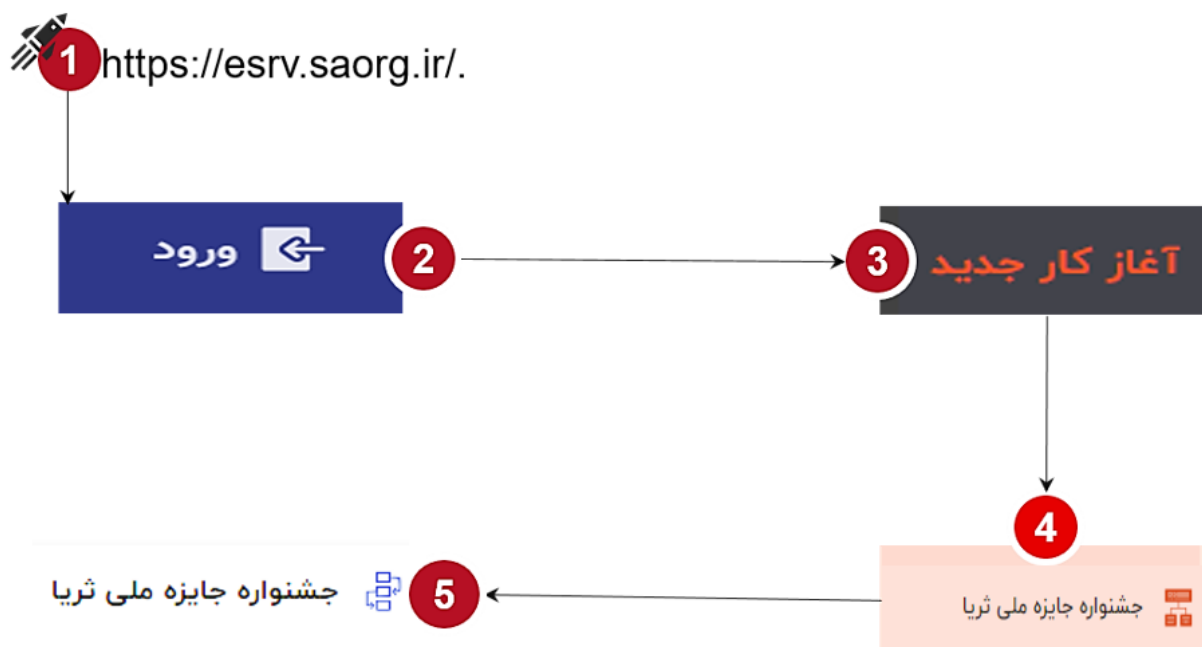 1 https://esrv.saorg.ir/.
ورود 2
3 آغاز کار جدید
4
جشنواره جایزه ملی ثریا
5 جشنواره جایزه ملی ثریا